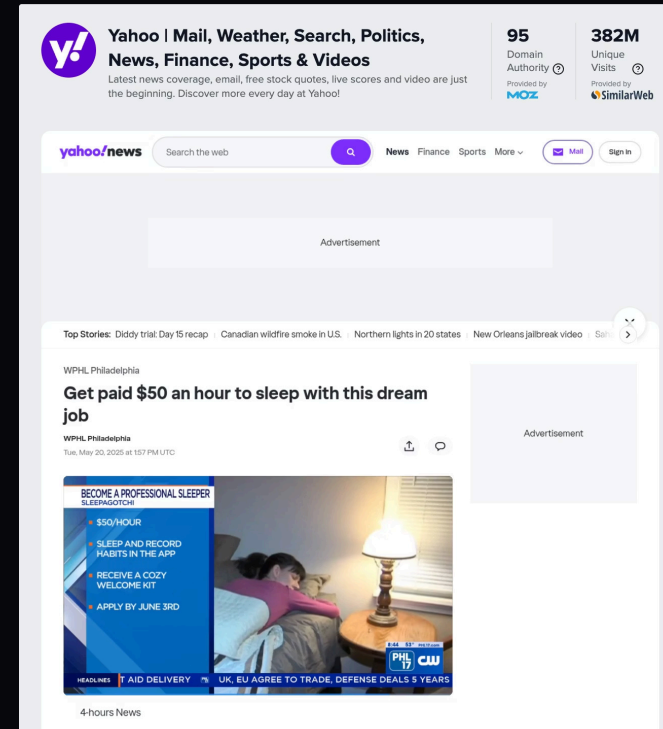 Yahoo | Mail, Weather, Search, Politics,
News, Finance, Sports & Videos
Latest news coverage, email, free stock quotes, live scores and video are just
the beginning. Discover more every day at Yahoo!
95
Domain
Authority ?
Provided by
MOZ
382M
Unique
Visits ?
Provided by
SimilarWeb
y!
yahoo!news
Search the web
News Finance Sports More
Mail
Sign in
Advertisement
Top Stories: Diddy trial: Day 15 recap Canadian wildfire smoke in U.S. Northern lights in 20 states New Orleans jailbreak video
WPHL Philadelphia
Get paid $50 an hour to sleep with this dream
job
WPHL Philadelphia
Tue, May 20, 2025 at 1:57 PM UTC
Advertisement
BECOME A PROFESSIONAL SLEEPER
SLEEPAGOTCHI
$50/HOUR
SLEEP AND RECORD
HABITS IN THE APP
RECEIVE A COZY
WELCOME KIT
APPLY BY JUNE 3RD
8:44 53°
PHL 17 CW
HEADLINES T AID DELIVERY UK, EU AGREE TO TRADE, DEFENSE DEALS 5 YEARS
4-hours News